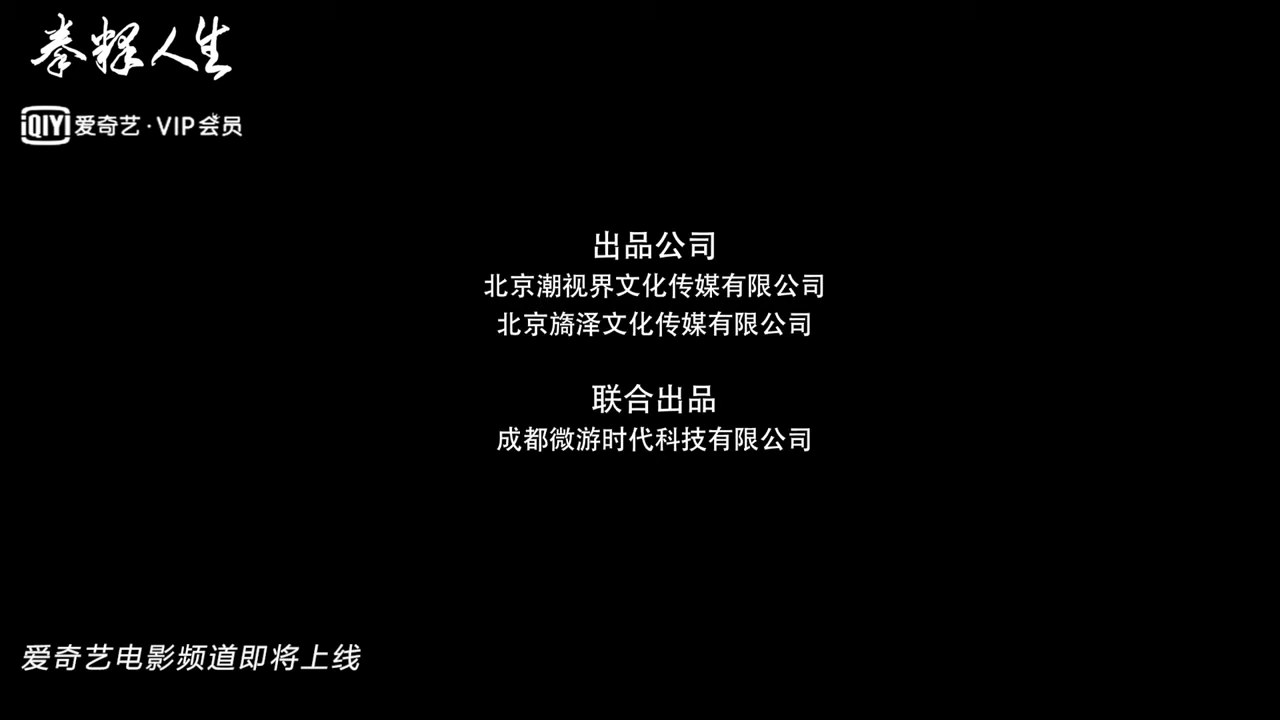 拳释人生
iQIY 爱奇艺·VIP会员
出品公司
北京潮视界文化传媒有限公司
北京旖泽文化传媒有限公司
联合出品
成都微游时代科技有限公司
爱奇艺电影频道即将上线